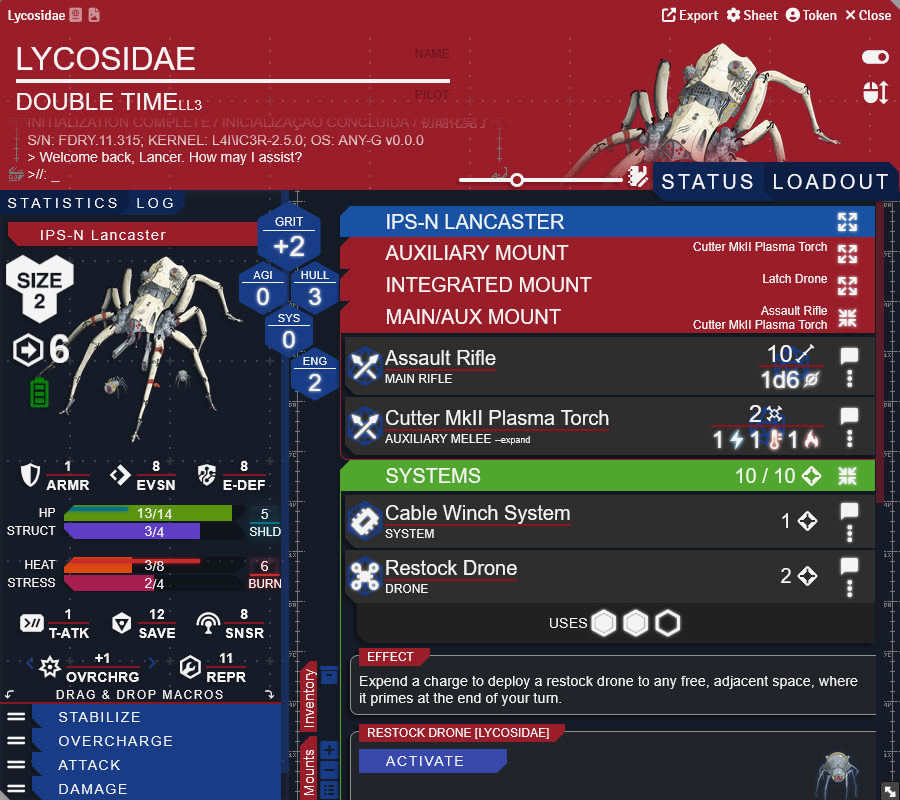 Lycosidae
Export Sheet Token Close
LYCOSIDAE
NAME
DOUBLE TIME LL3
PILOT
INITIALIZATION COMPLETE / INICIALIZAÇÃO CONCLUÍDA / 初期化完了
S/N: FDRY.11.315; KERNEL: L4I\IC3R-2.5.0; OS: ANY-G v0.0.0
> Welcome back, Lancer. How may I assist?
>//: _
STATUS LOADOUT
STATISTICS LOG
IPS-N Lancaster
SIZE
2
6
GRIT
+2
AGI
0
HULL
3
SYS
0
ENG
2
1
ARMR
8
EVSN
8
E-DEF
HP 13/14
5
SHLD
STRUCT 3/4
HEAT 3/8
6
BURN
STRESS 2/4
1
T-ATK
12
SAVE
8
SNSR
+1
OVRCHRG
11
REPR
DRAG & DROP MACROS
STABILIZE
OVERCHARGE
ATTACK
DAMAGE
Inventory
Mounts
IPS-N LANCASTER
AUXILIARY MOUNT
Cutter MkII Plasma Torch
INTEGRATED MOUNT
Latch Drone
MAIN/AUX MOUNT
Assault Rifle
Cutter MkII Plasma Torch
Assault Rifle
MAIN RIFLE
10
1d6
Cutter MkII Plasma Torch
AUXILIARY MELEE --expand
2
1 1 1
SYSTEMS 10 / 10
Cable Winch System
SYSTEM
1
Restock Drone
DRONE
2
USES
EFFECT
Expend a charge to deploy a restock drone to any free, adjacent space, where
it primes at the end of your turn.
RESTOCK DRONE [LYCOSIDAE]
ACTIVATE